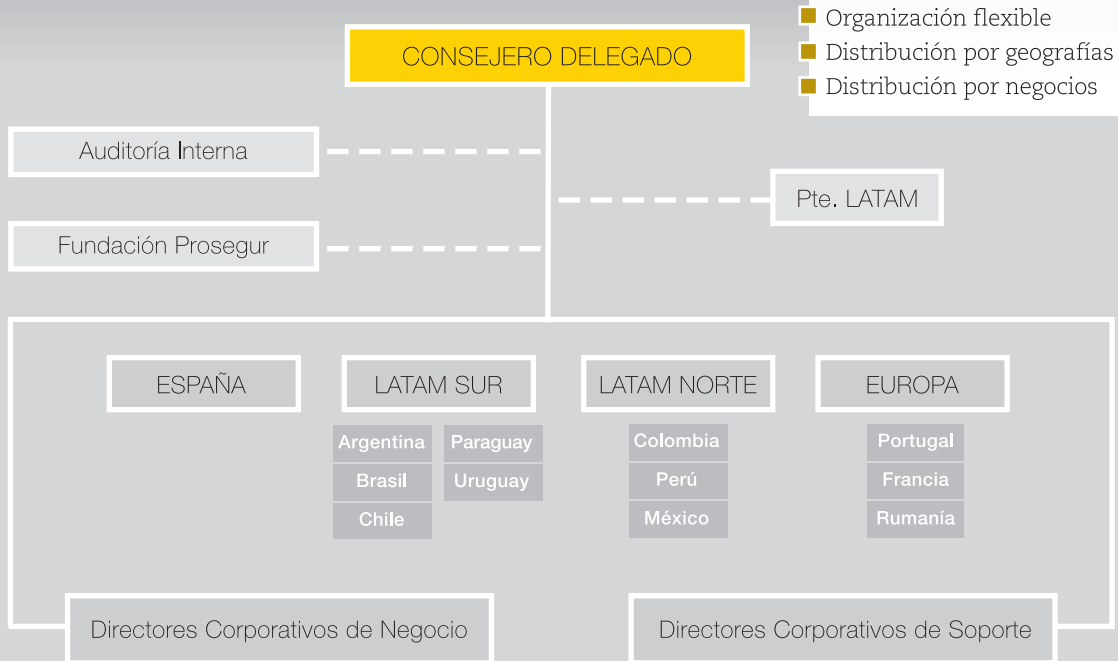 Organización flexible
Distribución por geografías
Distribución por negocios
CONSEJERO DELEGADO
Auditoría Interna
Pte. LATAM
Fundación Prosegur
ESPAÑA
LATAM SUR
LATAM NORTE
EUROPA
Argentina
Paraguay
Brasil
Uruguay
Chile
Colombia
Perú
México
Portugal
Francia
Rumanía
Directores Corporativos de Negocio
Directores Corporativos de Soporte